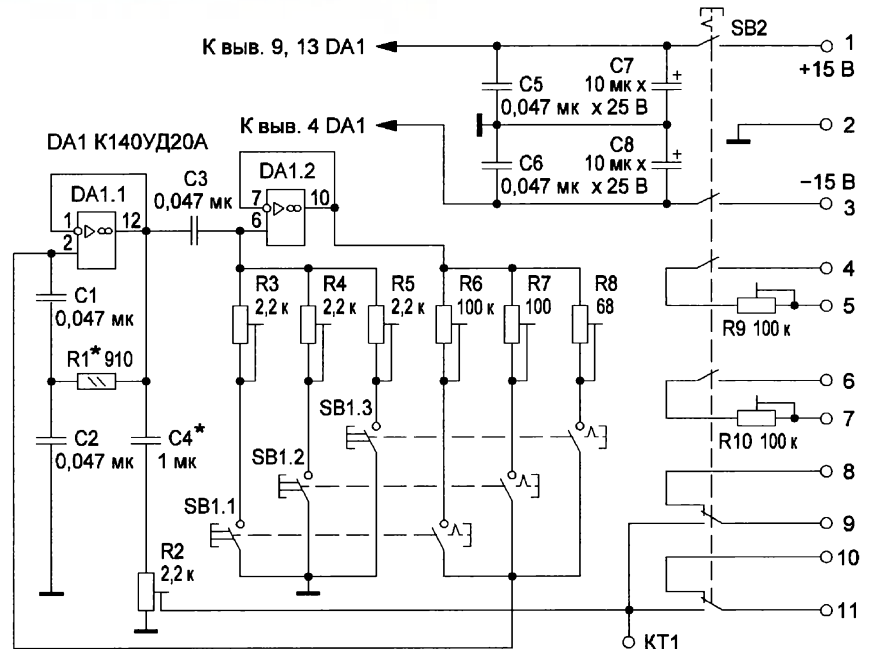 К выв. 9, 13 DA1
SB2
1
+15 В
C5
0,047 мк
C7
10 мк х
х 25 В
2
К выв. 4 DA1
C6
0,047 мк
C8
10 мк х
х 25 В
−15 В
3
DA1 К140УД20А
DA1.1
1
2
▷∞
12
C3
0,047 мк
DA1.2
7
6
▷∞
10
4
5
R9 100 к
C1
0,047 мк
R3
2,2 к
R4
2,2 к
R5
2,2 к
R6
100 к
R7
100
R8
68
R1* 910
6
7
R10 100 к
C2
0,047 мк
C4*
1 мк
SB1.3
SB1.2
SB1.1
8
9
10
11
R2
2,2 к
КТ1